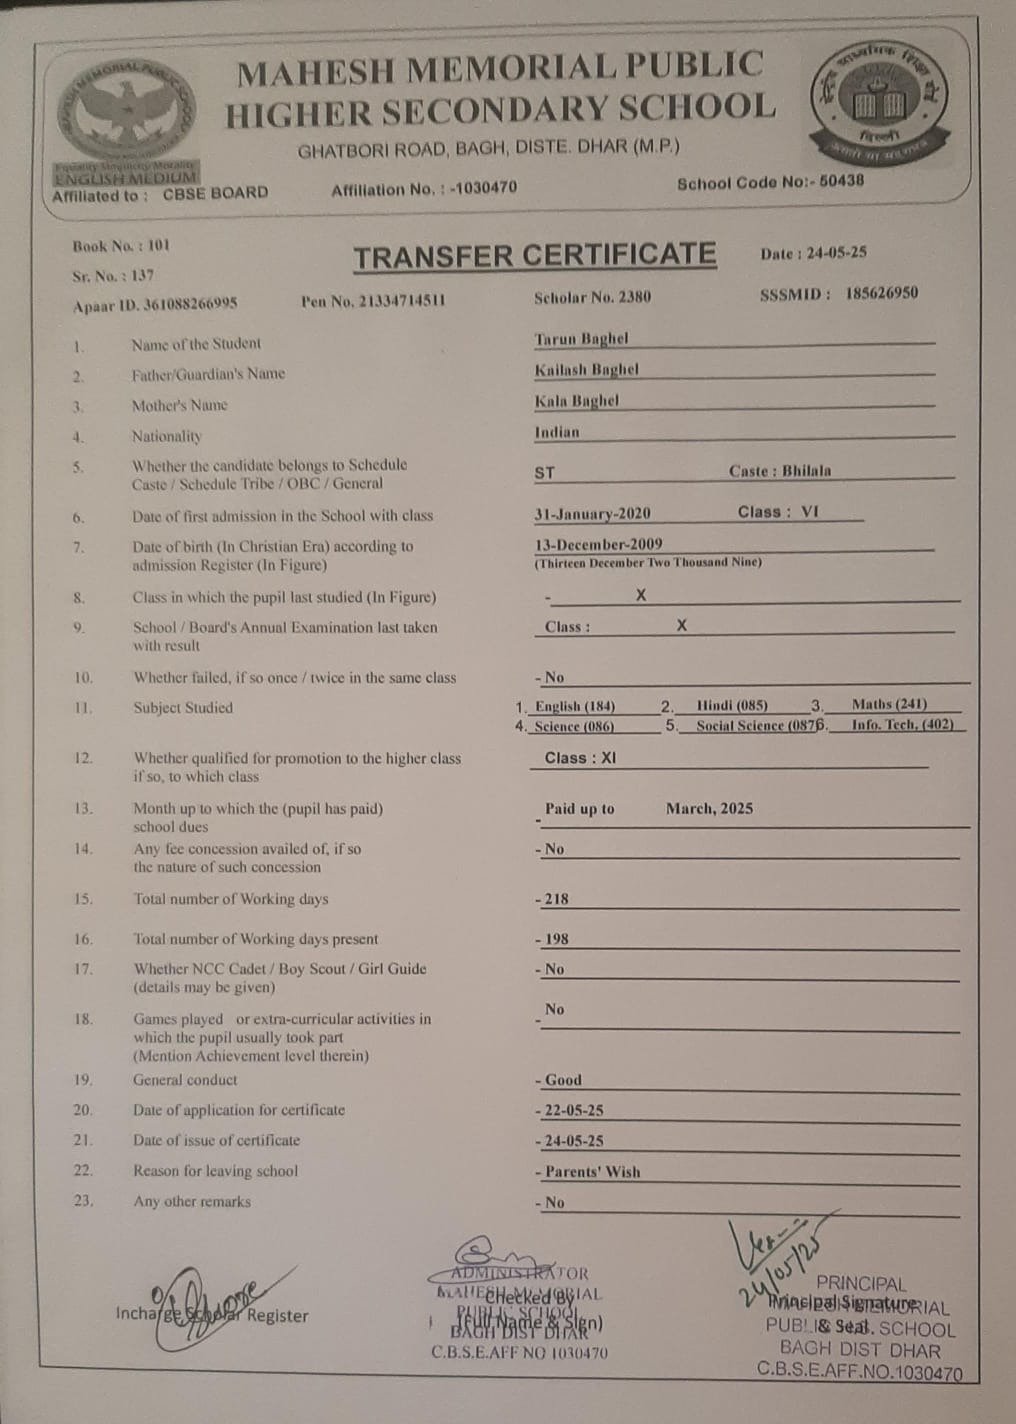 MAHESH MEMORIAL PUBLIC
HIGHER SECONDARY SCHOOL
GHATBORI ROAD, BAGH, DISTE. DHAR (M.P.)
ENGLISH MEDIUM
Affiliated to : CBSE BOARD Affiliation No. : -1030470 School Code No:- 50438
दिल्ली
Book No. : 101 TRANSFER CERTIFICATE Date : 24-05-25
Sr. No. : 137
Apaar ID. 361088266995 Pen No. 21334714511 Scholar No. 2380 SSSMID : 185626950
1. Name of the Student Tarun Baghel
2. Father/Guardian's Name Kailash Baghel
3. Mother's Name Kala Baghel
4. Nationality Indian
5. Whether the candidate belongs to Schedule
Caste / Schedule Tribe / OBC / General ST Caste : Bhilala
6. Date of first admission in the School with class 31-January-2020 Class : VI
7. Date of birth (In Christian Era) according to 13-December-2009
admission Register (In Figure) (Thirteen December Two Thousand Nine)
8. Class in which the pupil last studied (In Figure) - X
9. School / Board's Annual Examination last taken Class : X
with result
10. Whether failed, if so once / twice in the same class - No
11. Subject Studied 1. English (184) 2. Hindi (085) 3. Maths (241)
4. Science (086) 5. Social Science (087 6. Info. Tech. (402)
12. Whether qualified for promotion to the higher class Class : XI
if so, to which class
13. Month up to which the (pupil has paid) - Paid up to March, 2025
school dues
14. Any fee concession availed of, if so - No
the nature of such concession
15. Total number of Working days - 218
16. Total number of Working days present - 198
17. Whether NCC Cadet / Boy Scout / Girl Guide - No
(details may be given)
18. Games played or extra-curricular activities in - No
which the pupil usually took part
(Mention Achievement level therein)
19. General conduct - Good
20. Date of application for certificate - 22-05-25
21. Date of issue of certificate - 24-05-25
22. Reason for leaving school - Parents' Wish
23. Any other remarks - No
24/05/25
Incharge Scholar Register
ADMINISTRATOR
MAHESH MEMORIAL
Checked By
PUBLIC SCHOOL
(Full Name & Sign)
BAGH DIST DHAR
C.B.S.E.AFF NO 1030470
PRINCIPAL
Principal Signature
MEMORIAL
& Seal.
PUBLIC H.S. SCHOOL
BAGH DIST DHAR
C.B.S.E.AFF.NO.1030470